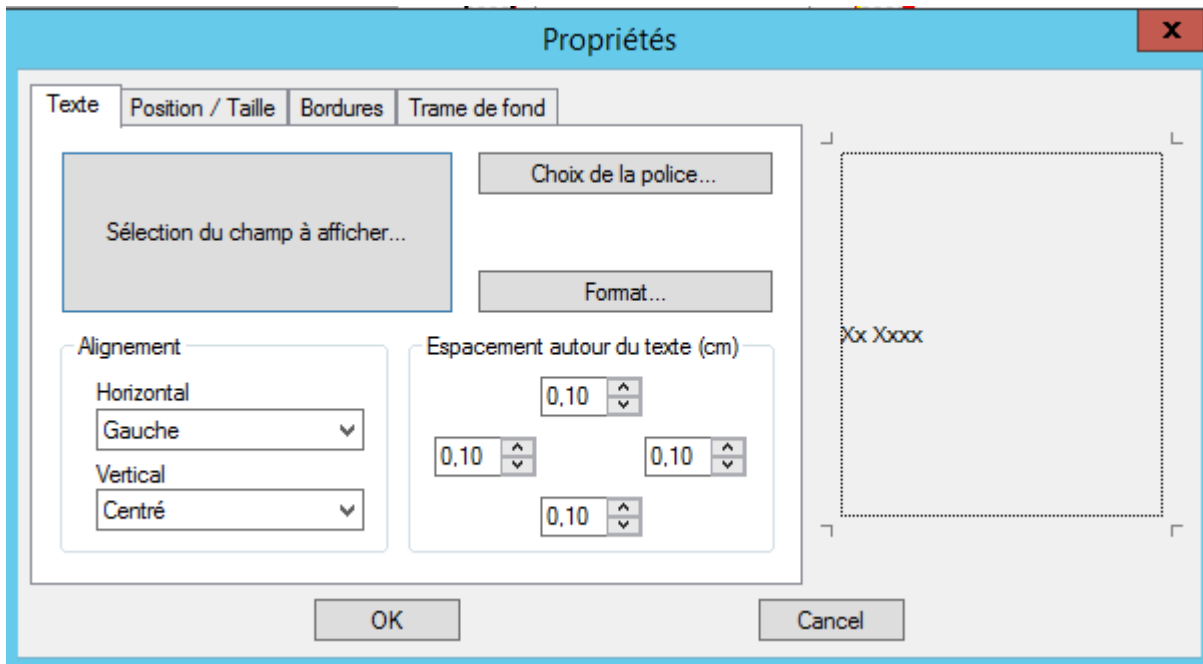 Propriétés
x
Texte
Position / Taille
Bordures
Trame de fond
Sélection du champ à afficher...
Choix de la police...
Format...
Alignement
Horizontal
Gauche
Vertical
Centré
Espacement autour du texte (cm)
0,10
0,10
0,10
0,10
Xx Xxxx
OK
Cancel